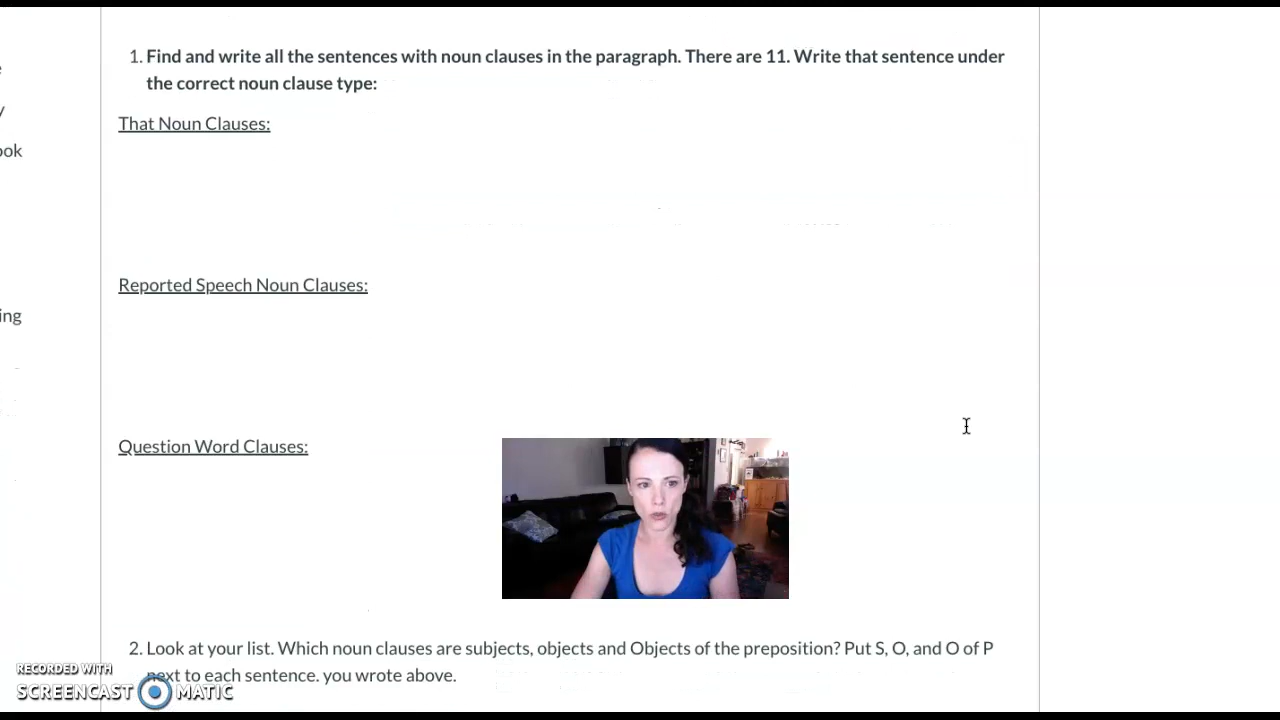 1. Find and write all the sentences with noun clauses in the paragraph. There are 11. Write that sentence under
the correct noun clause type:
That Noun Clauses:
ook
Reported Speech Noun Clauses:
ing
Question Word Clauses:
2. Look at your list. Which noun clauses are subjects, objects and Objects of the preposition? Put S, O, and O of P
next to each sentence. you wrote above.
RECORDED WITH
SCREENCAST MATIC